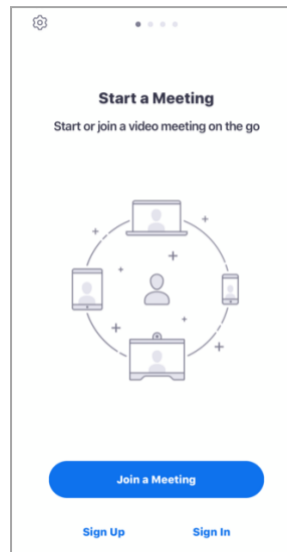 Start a Meeting
Start or join a video meeting on the go
Join a Meeting
Sign Up
Sign In